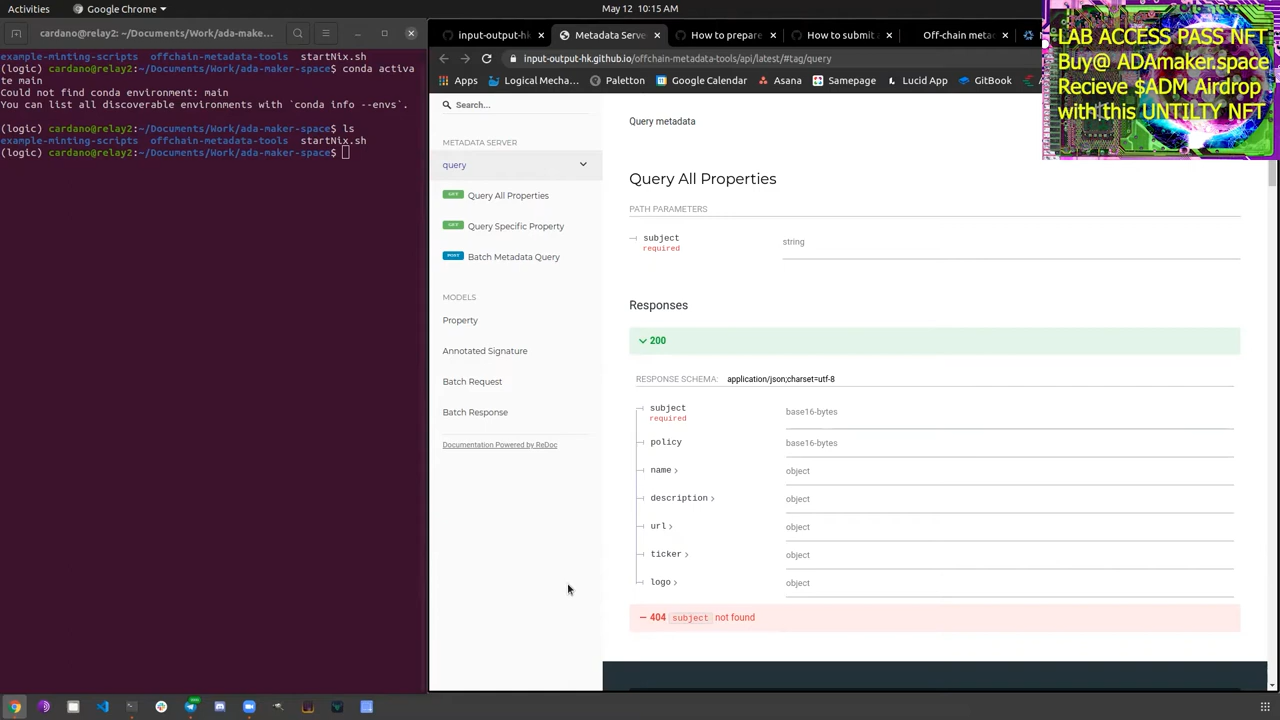 Activities
Google Chrome
May 12 10:15 AM
cardano@relay2: ~/Documents/Work/ada-make...
example-minting-scripts offchain-metadata-tools startNix.sh
(logic) cardano@relay2:~/Documents/Work/ada-maker-space$ conda activa
te main
Could not find conda environment: main
You can list all discoverable environments with `conda info --envs`.
(logic) cardano@relay2:~/Documents/Work/ada-maker-space$ ls
example-minting-scripts offchain-metadata-tools startNix.sh
(logic) cardano@relay2:~/Documents/Work/ada-maker-space$
input-output-hk
Metadata Serve
How to prepare
How to submit a
Off-chain meta
input-output-hk.github.io/offchain-metadata-tools/api/latest/#tag/query
Apps
Logical Mecha...
Paletton
Google Calendar
Asana
Samepage
Lucid App
GitBook
LAB ACCESS PASS NFT
Buy@ ADAmaker.space
Recieve $ADM Airdrop
with this UNTILTY NFT
Search...
METADATA SERVER
query
GET Query All Properties
GET Query Specific Property
POST Batch Metadata Query
MODELS
Property
Annotated Signature
Batch Request
Batch Response
Documentation Powered by ReDoc
Query metadata
Query All Properties
PATH PARAMETERS
subject string
required
Responses
200
RESPONSE SCHEMA: application/json;charset=utf-8
subject base16-bytes
required
policy base16-bytes
name object
description object
url object
ticker object
logo object
404 subject not found